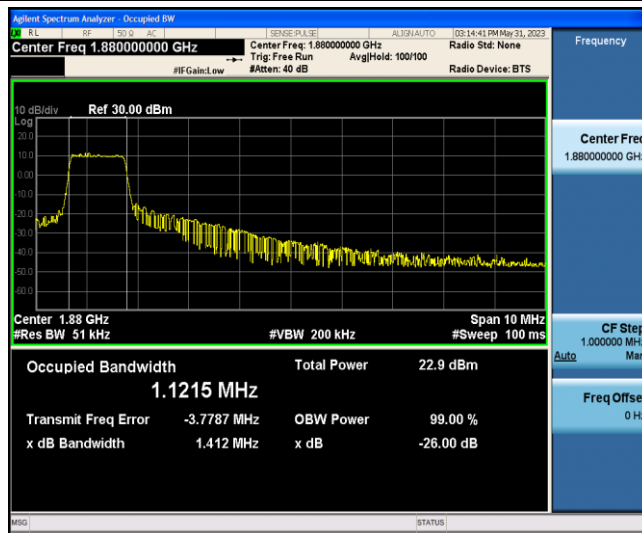 Agilent Spectrum Analyzer - Occupied BW
RL RF 50 Ω AC SENSE:PULSE ALIGNAUTO 03:14:41 PM May 31, 2023
Center Freq 1.880000000 GHz
Center Freq: 1.880000000 GHz
Radio Std: None
Trig: Free Run Avg|Hold: 100/100
#IFGain:Low #Atten: 40 dB Radio Device: BTS
Frequency
10 dB/div Ref 30.00 dBm
Log
20.0
10.0
0.00
-10.0
-20.0
-30.0
-40.0
-50.0
-60.0
Center 1.88 GHz Span 10 MHz
#Res BW 51 kHz #VBW 200 kHz #Sweep 100 ms
Occupied Bandwidth Total Power 22.9 dBm
1.1215 MHz
Transmit Freq Error -3.7787 MHz OBW Power 99.00 %
x dB Bandwidth 1.412 MHz x dB -26.00 dB
Center Freq
1.880000000 GH
CF Step
1.000000 MH
Auto Man
Freq Offse
0 H
MSG STATUS